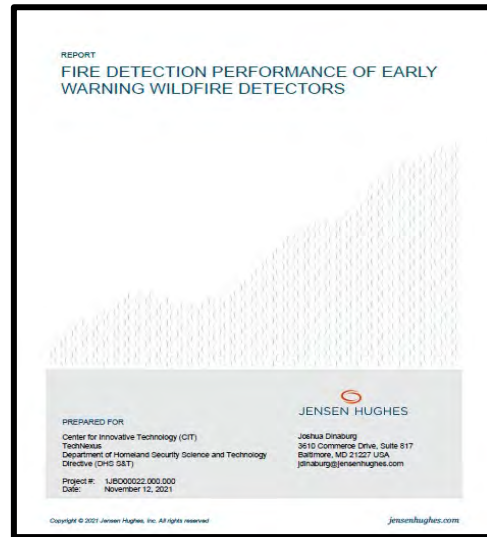 REPORT
FIRE DETECTION PERFORMANCE OF EARLY
WARNING WILDFIRE DETECTORS
JENSEN HUGHES
PREPARED FOR
Center for Innovative Technology (CIT)
TechNexus
Department of Homeland Security Science and Technology
Directive (DHS S&T)
Project #: 1JBD00022.000.000
Date: November 12, 2021
Joshua Dinaburg
3610 Commerce Drive, Suite 817
Baltimore, MD 21227 USA
jdinaburg@jensenhughes.com
Copyright © 2021 Jensen Hughes, Inc. All rights reserved
jensenhughes.com